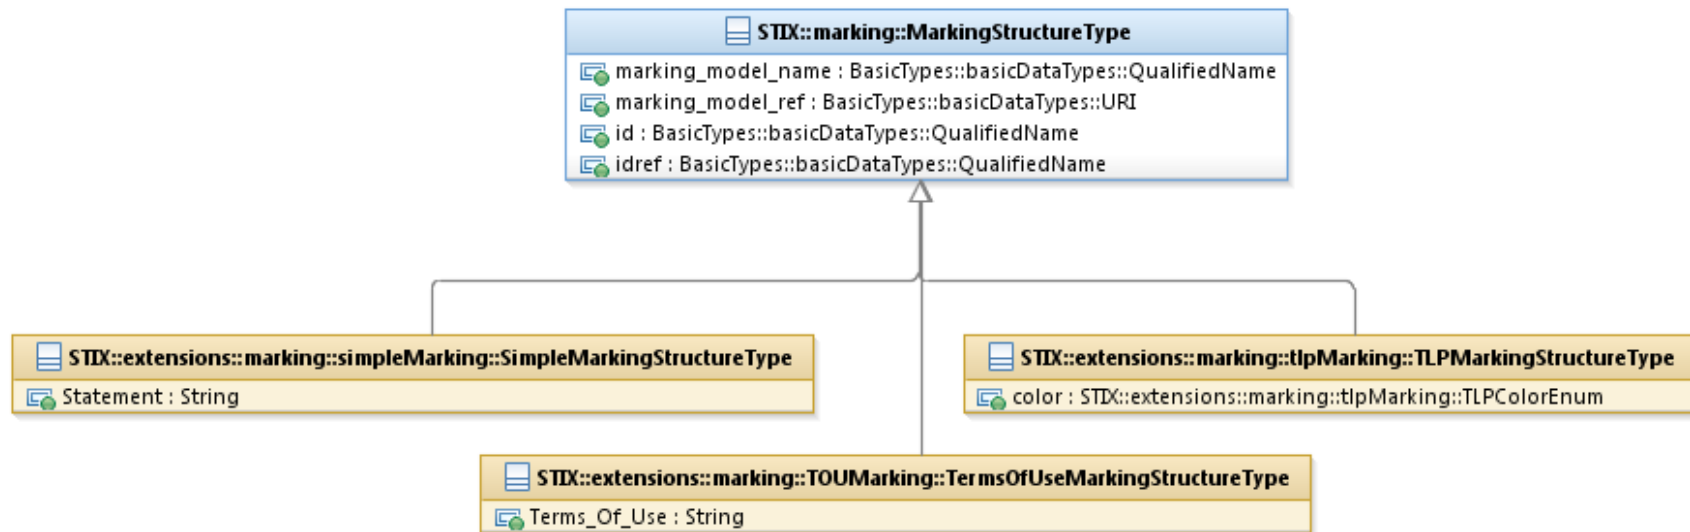 STIX::marking::MarkingStructureType
marking_model_name : BasicTypes::basicDataTypes::QualifiedName
marking_model_ref : BasicTypes::basicDataTypes::URI
id : BasicTypes::basicDataTypes::QualifiedName
idref : BasicTypes::basicDataTypes::QualifiedName
STIX::extensions::marking::simpleMarking::SimpleMarkingStructureType
Statement : String
STIX::extensions::marking::tlpMarking::TLPMarkingStructureType
color : STIX::extensions::marking::tlpMarking::TLPColorEnum
STIX::extensions::marking::TOUMarking::TermsOfUseMarkingStructureType
Terms_Of_Use : String